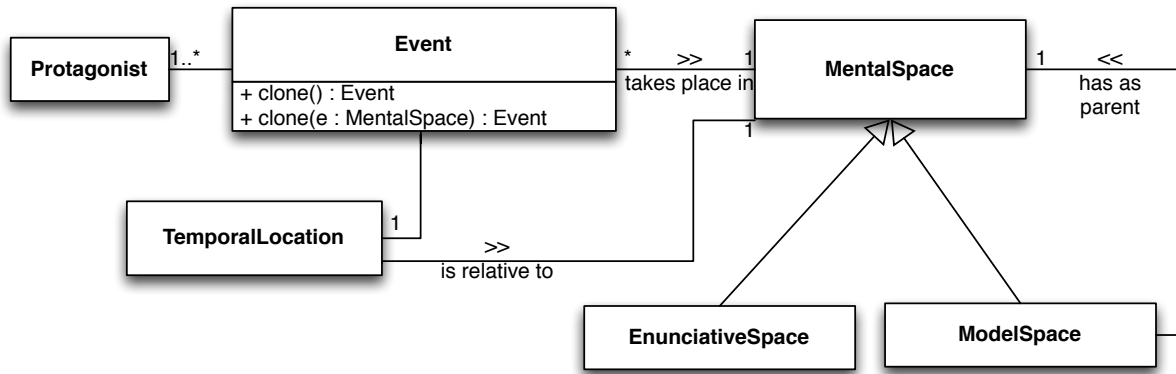 Event
Protagonist
1..*
+ clone() : Event
+ clone(e : MentalSpace) : Event
*
>>
1
takes place in
MentalSpace
1
<<
has as
parent
1
TemporalLocation
1
>>
is relative to
EnunciativeSpace
ModelSpace